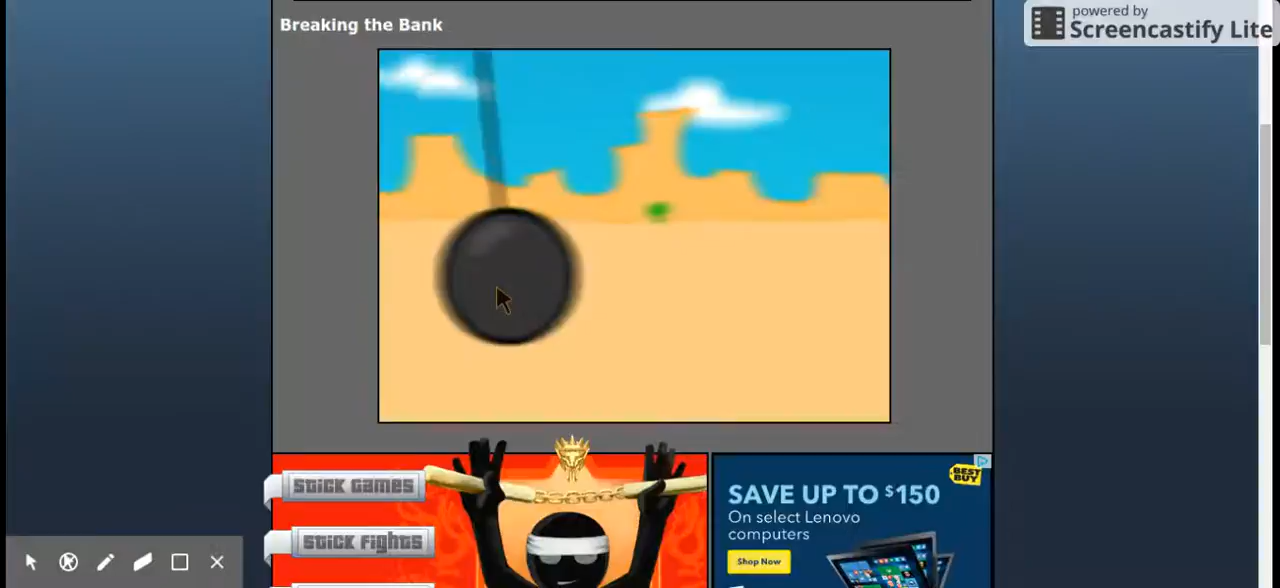 powered by
Screencastify Lite
Breaking the Bank
STICK GAMES
STICK FIGHTS
BEST BUY
SAVE UP TO $150
On select Lenovo
computers
Shop Now